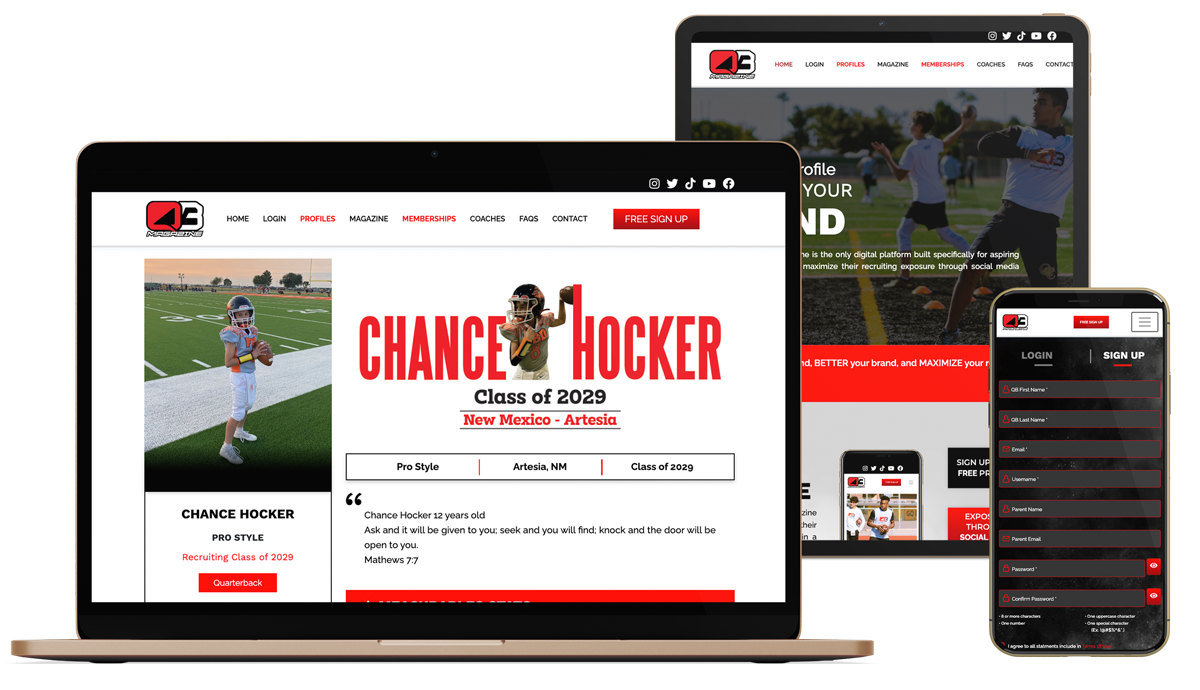 MAGAZINE
HOME LOGIN PROFILES MAGAZINE MEMBERSHIPS COACHES FAQS CONTACT
FREE SIGN UP
CHANCE HOCKER
Class of 2029
New Mexico - Artesia
Pro Style
Artesia, NM
Class of 2029
“
Chance Hocker 12 years old
Ask and it will be given to you; seek and you will find; knock and the door will be
open to you.
Mathews 7:7
CHANCE HOCKER
PRO STYLE
Recruiting Class of 2029
Quarterback
MAGAZINE
HOME LOGIN PROFILES MAGAZINE MEMBERSHIPS COACHES FAQS CONTACT
rofile
YOUR
ND
ne is the only digital platform built specifically for aspiring
maximize their recruiting exposure through social media
nd, BETTER your brand, and MAXIMIZE your r
E
zine
their
in a
SIGN UP
FREE PR
EXPOS
THRO
SOCIAL
FREE SIGN UP
LOGIN
SIGN UP
QB First Name *
QB Last Name *
Email *
Username *
Parent Name
Parent Email
Password *
Confirm Password *
• 8 or more characters
• One uppercase character
• One number
• One special character
I agree to all statments include in